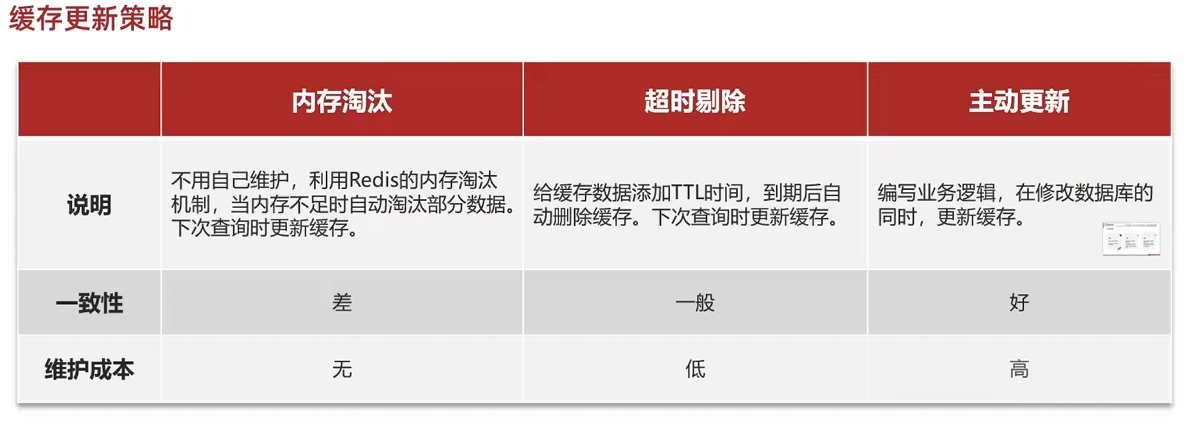 缓存更新策略
内存淘汰
超时剔除
主动更新
说明
不用自己维护，利用Redis的内存淘汰
机制，当内存不足时自动淘汰部分数据。
下次查询时更新缓存。
给缓存数据添加TTL时间，到期后自
动删除缓存。下次查询时更新缓存。
编写业务逻辑，在修改数据库的
同时，更新缓存。
一致性
差
一般
好
维护成本
无
低
高